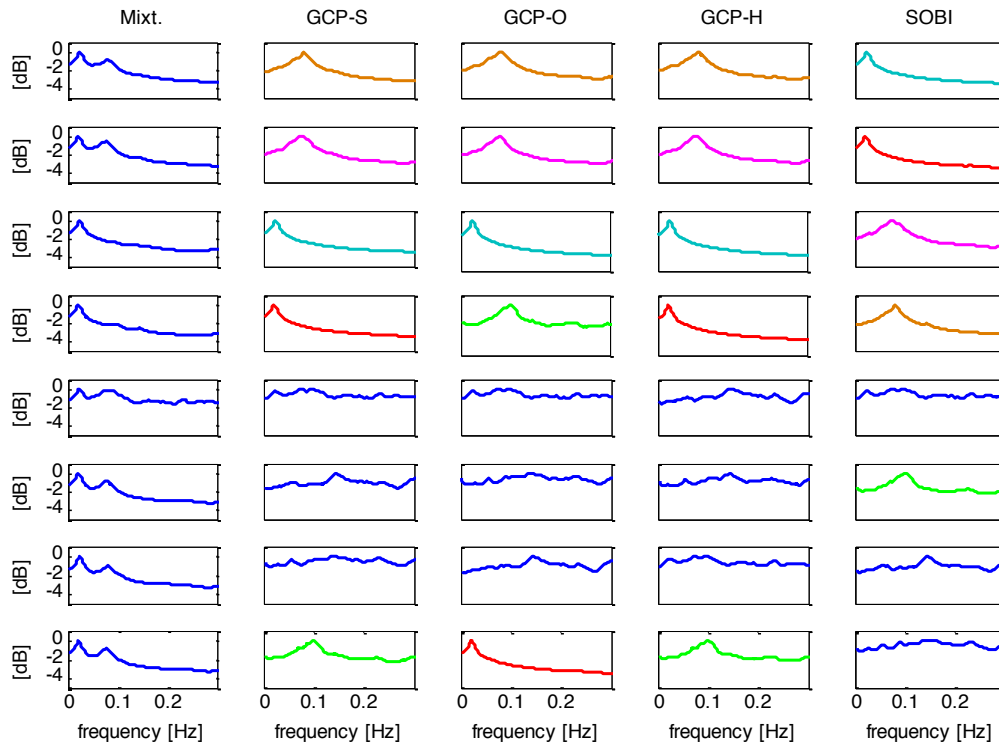 Mixt. GCP-S GCP-O GCP-H SOBI
[dB] 0 -2 -4
[dB] 0 -2 -4
[dB] 0 -2 -4
[dB] 0 -2 -4
[dB] 0 -2 -4
[dB] 0 -2 -4
[dB] 0 -2 -4
[dB] 0 -2 -4
0 0.2 0 0.1 0.2 0 0.1 0.2 0 0.1 0.2 0 0.1 0.2
frequency [Hz] frequency [Hz] frequency [Hz] frequency [Hz] frequency [Hz]